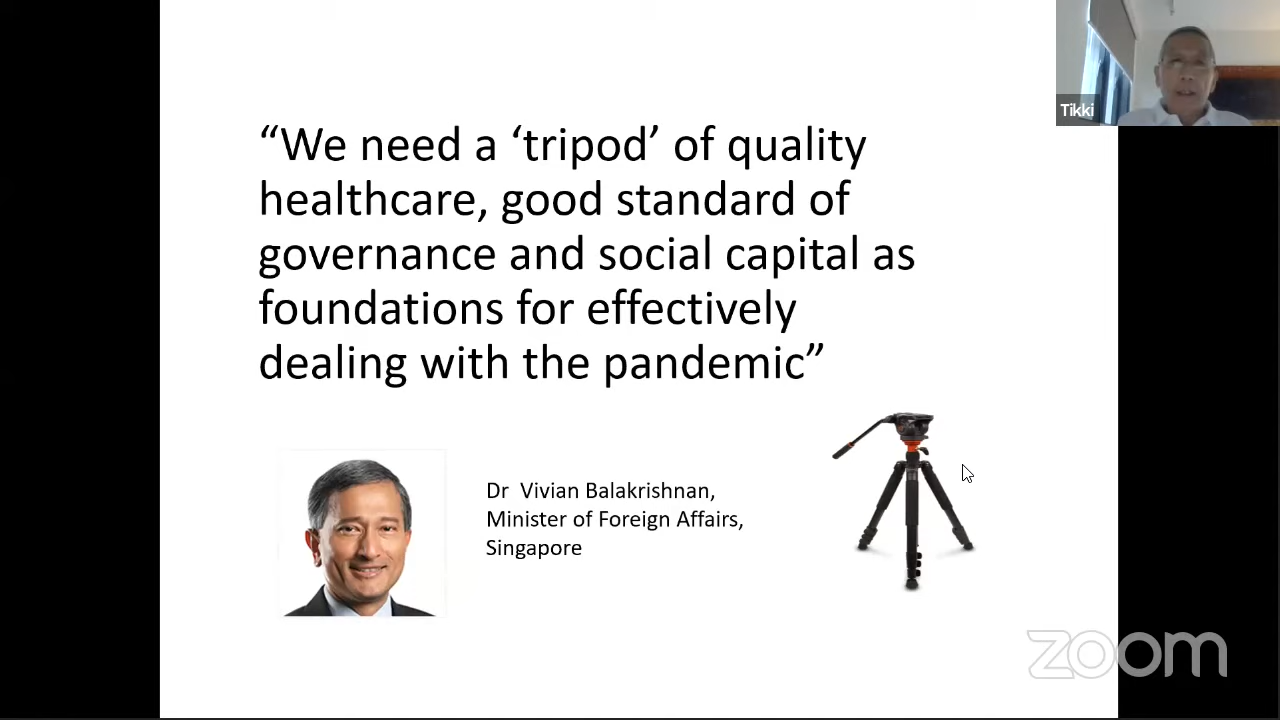 Tikki
“We need a ‘tripod’ of quality
healthcare, good standard of
governance and social capital as
foundations for effectively
dealing with the pandemic”
Dr  Vivian Balakrishnan,
Minister of Foreign Affairs,
Singapore
zoom